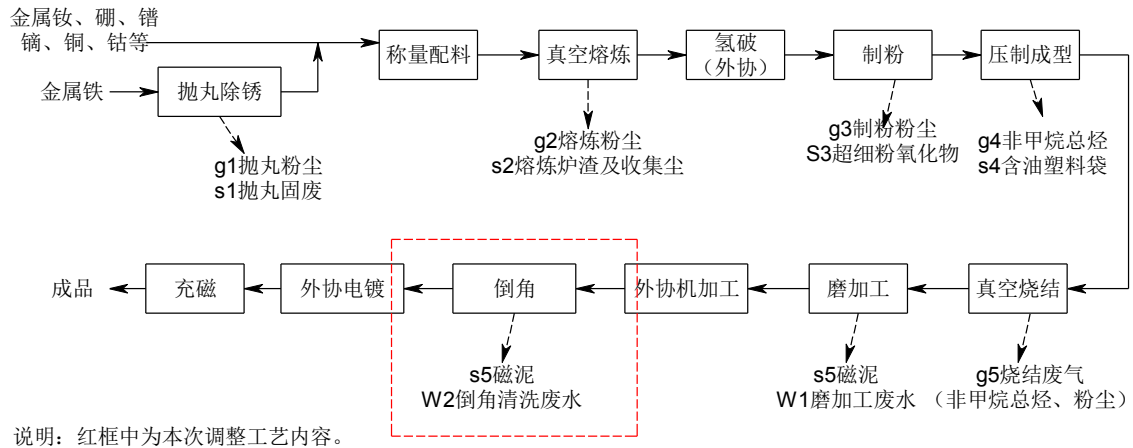 金属钕、硼、镨
镝、铜、钴等
金属铁
抛丸除锈
称量配料
真空熔炼
氢破
（外协）
制粉
压制成型
g1抛丸粉尘
s1抛丸固废
g2熔炼粉尘
s2熔炼炉渣及收集尘
g3制粉粉尘
S3超细粉氧化物
g4非甲烷总烃
s4含油塑料袋
成品
充磁
外协电镀
倒角
外协机加工
磨加工
真空烧结
s5磁泥
W2倒角清洗废水
s5磁泥
W1磨加工废水
g5烧结废气
（非甲烷总烃、粉尘）
说明：红框中为本次调整工艺内容。